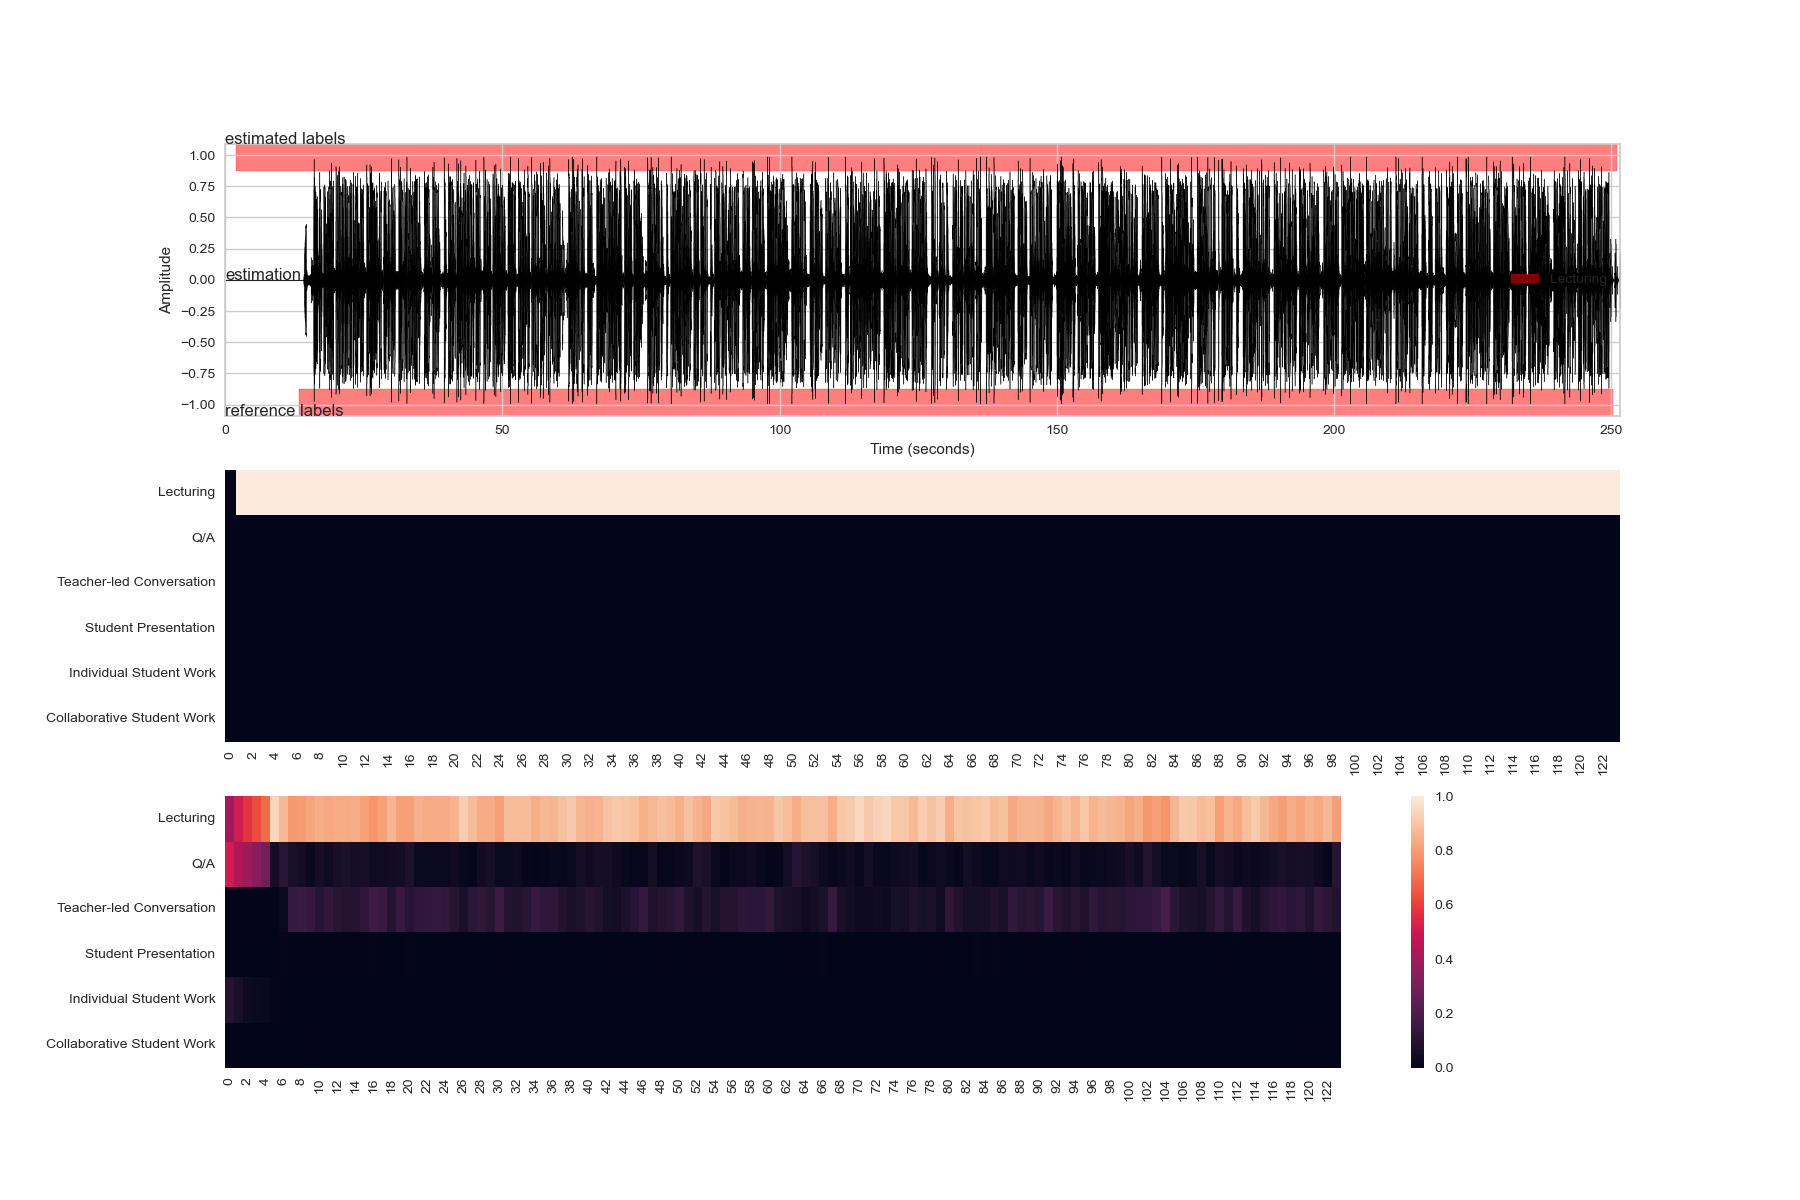 estimated labels
1.00
0.75
0.50
0.25
estimation
0.00
Lecturing
−0.25
−0.50
−0.75
−1.00
reference labels
Amplitude
0 50 100 150 200 250
Time (seconds)
Lecturing
Q/A
Teacher-led Conversation
Student Presentation
Individual Student Work
Collaborative Student Work
0 2 4 6 8 10 12 14 16 18 20 22 24 26 28 30 32 34 36 38 40 42 44 46 48 50 52 54 56 58 60 62 64 66 68 70 72 74 76 78 80 82 84 86 88 90 92 94 96 98 100 102 104 106 108 110 112 114 116 118 120 122
Lecturing
Q/A
Teacher-led Conversation
Student Presentation
Individual Student Work
Collaborative Student Work
0 2 4 6 8 10 12 14 16 18 20 22 24 26 28 30 32 34 36 38 40 42 44 46 48 50 52 54 56 58 60 62 64 66 68 70 72 74 76 78 80 82 84 86 88 90 92 94 96 98 100 102 104 106 108 110 112 114 116 118 120 122
1.0
0.8
0.6
0.4
0.2
0.0